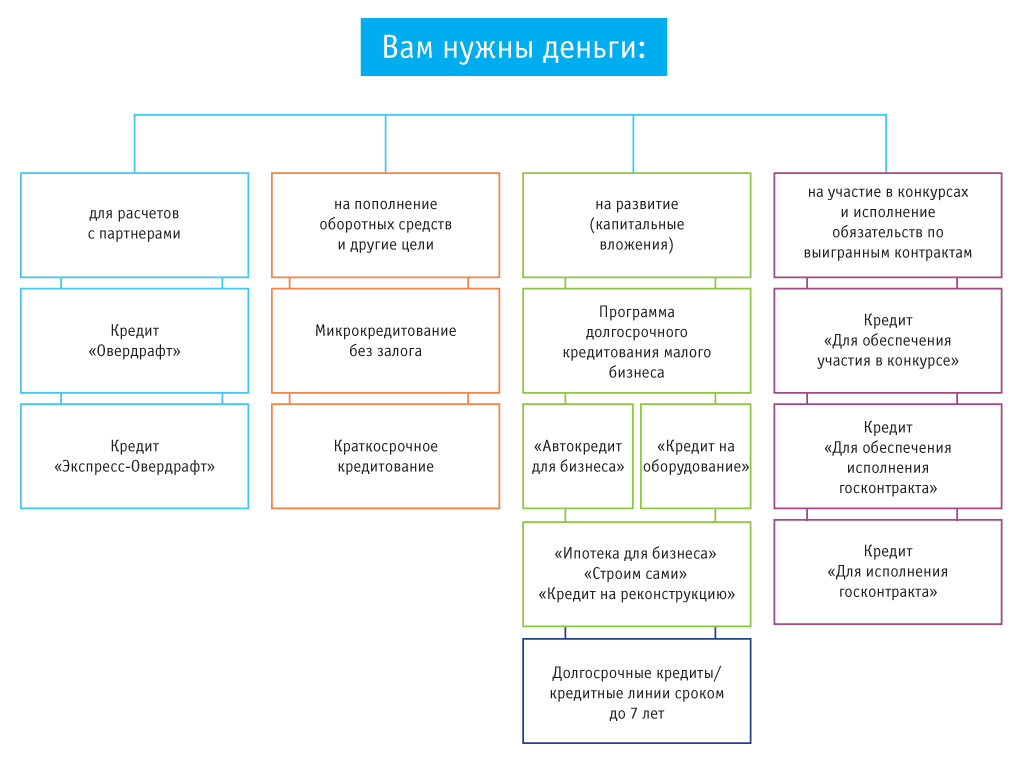 Вам нужны деньги:
для расчетов
с партнерами
Кредит
«Овердрафт»
Кредит
«Экспресс-Овердрафт»
на пополнение
оборотных средств
и другие цели
Микрокредитование
без залога
Краткосрочное
кредитование
на развитие
(капитальные
вложения)
Программа
долгосрочного
кредитования малого
бизнеса
«Автокредит
для бизнеса»
«Кредит на
оборудование»
«Ипотека для бизнеса»
«Строим сами»
«Кредит на реконструкцию»
Долгосрочные кредиты/
кредитные линии сроком
до 7 лет
на участие в конкурсах
и исполнение
обязательств по
выигранным контрактам
Кредит
«Для обеспечения
участия в конкурсе»
Кредит
«Для обеспечения
исполнения
госконтракта»
Кредит
«Для исполнения
госконтракта»